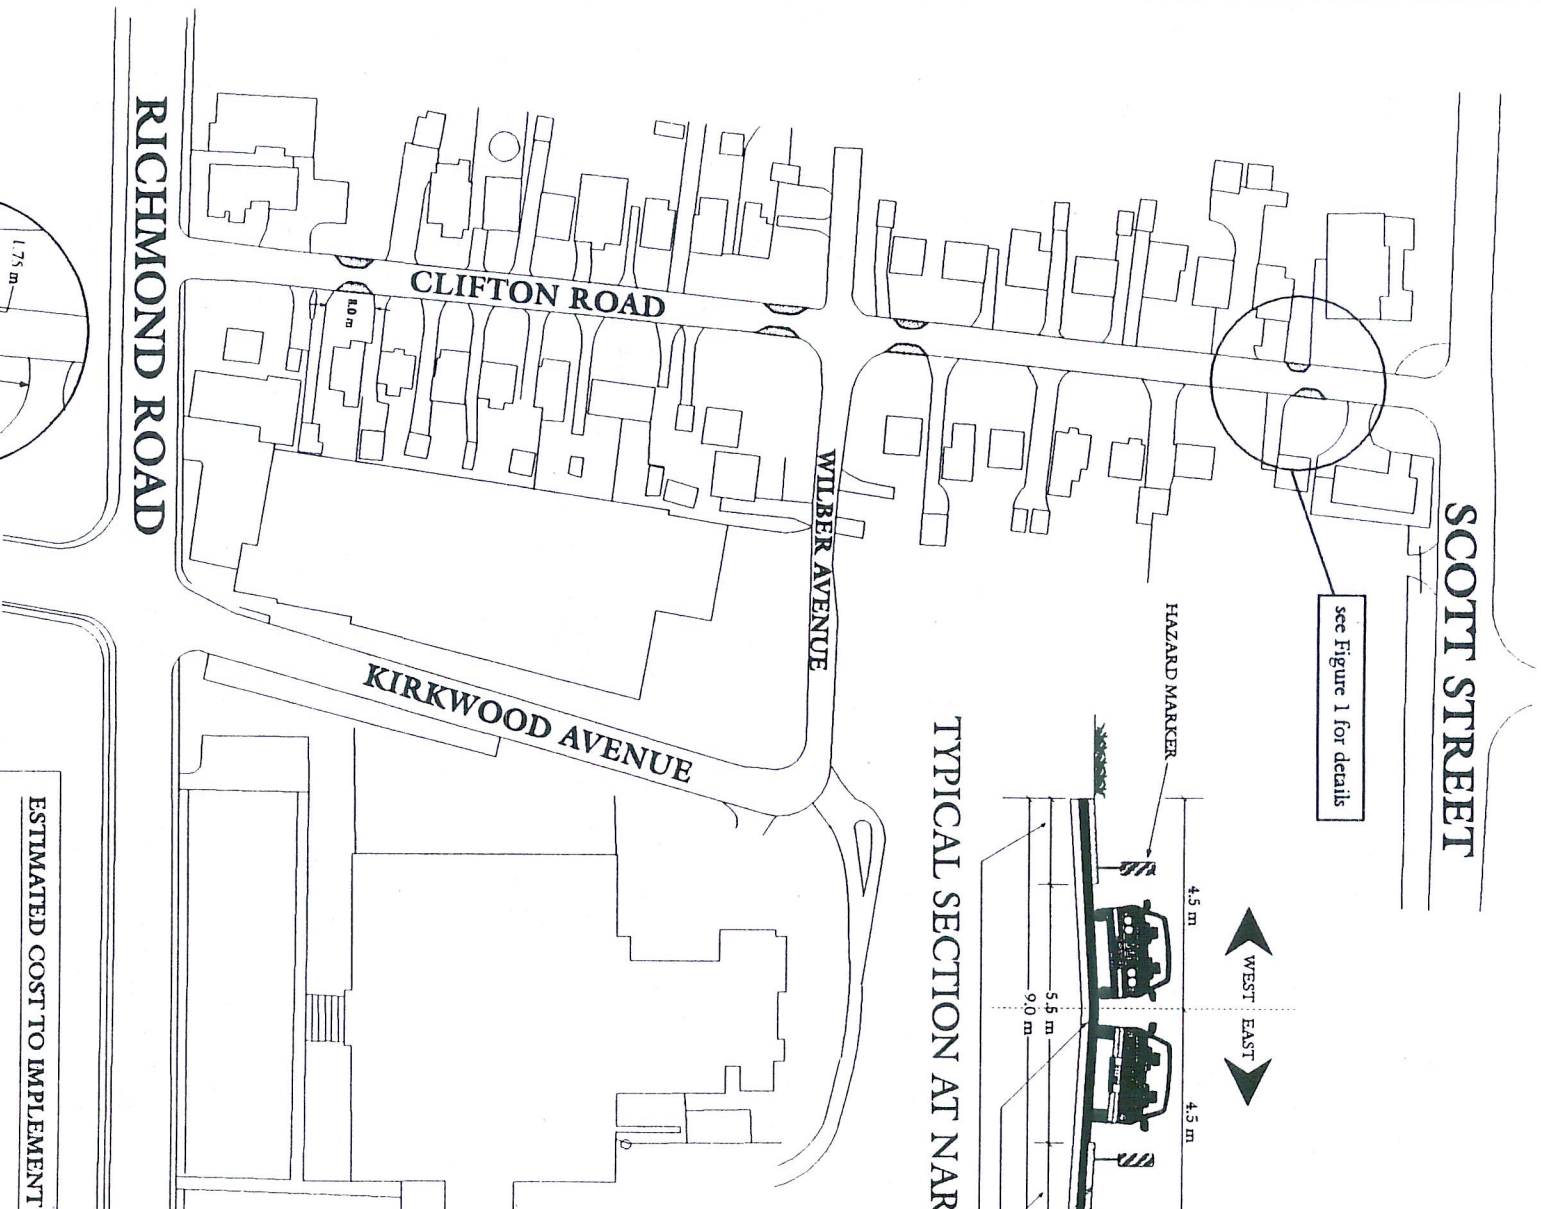 SCOTT STREET
see Figure 1 for details
WEST EAST
4.5 m
4.5 m
HAZARD MARKER
5.5 m
9.0 m
TYPICAL SECTION AT NAR
WILBER AVENUE
CLIFTON ROAD
8.0 m
KIRKWOOD AVENUE
RICHMOND ROAD
ESTIMATED COST TO IMPLEMENT
1.75 m